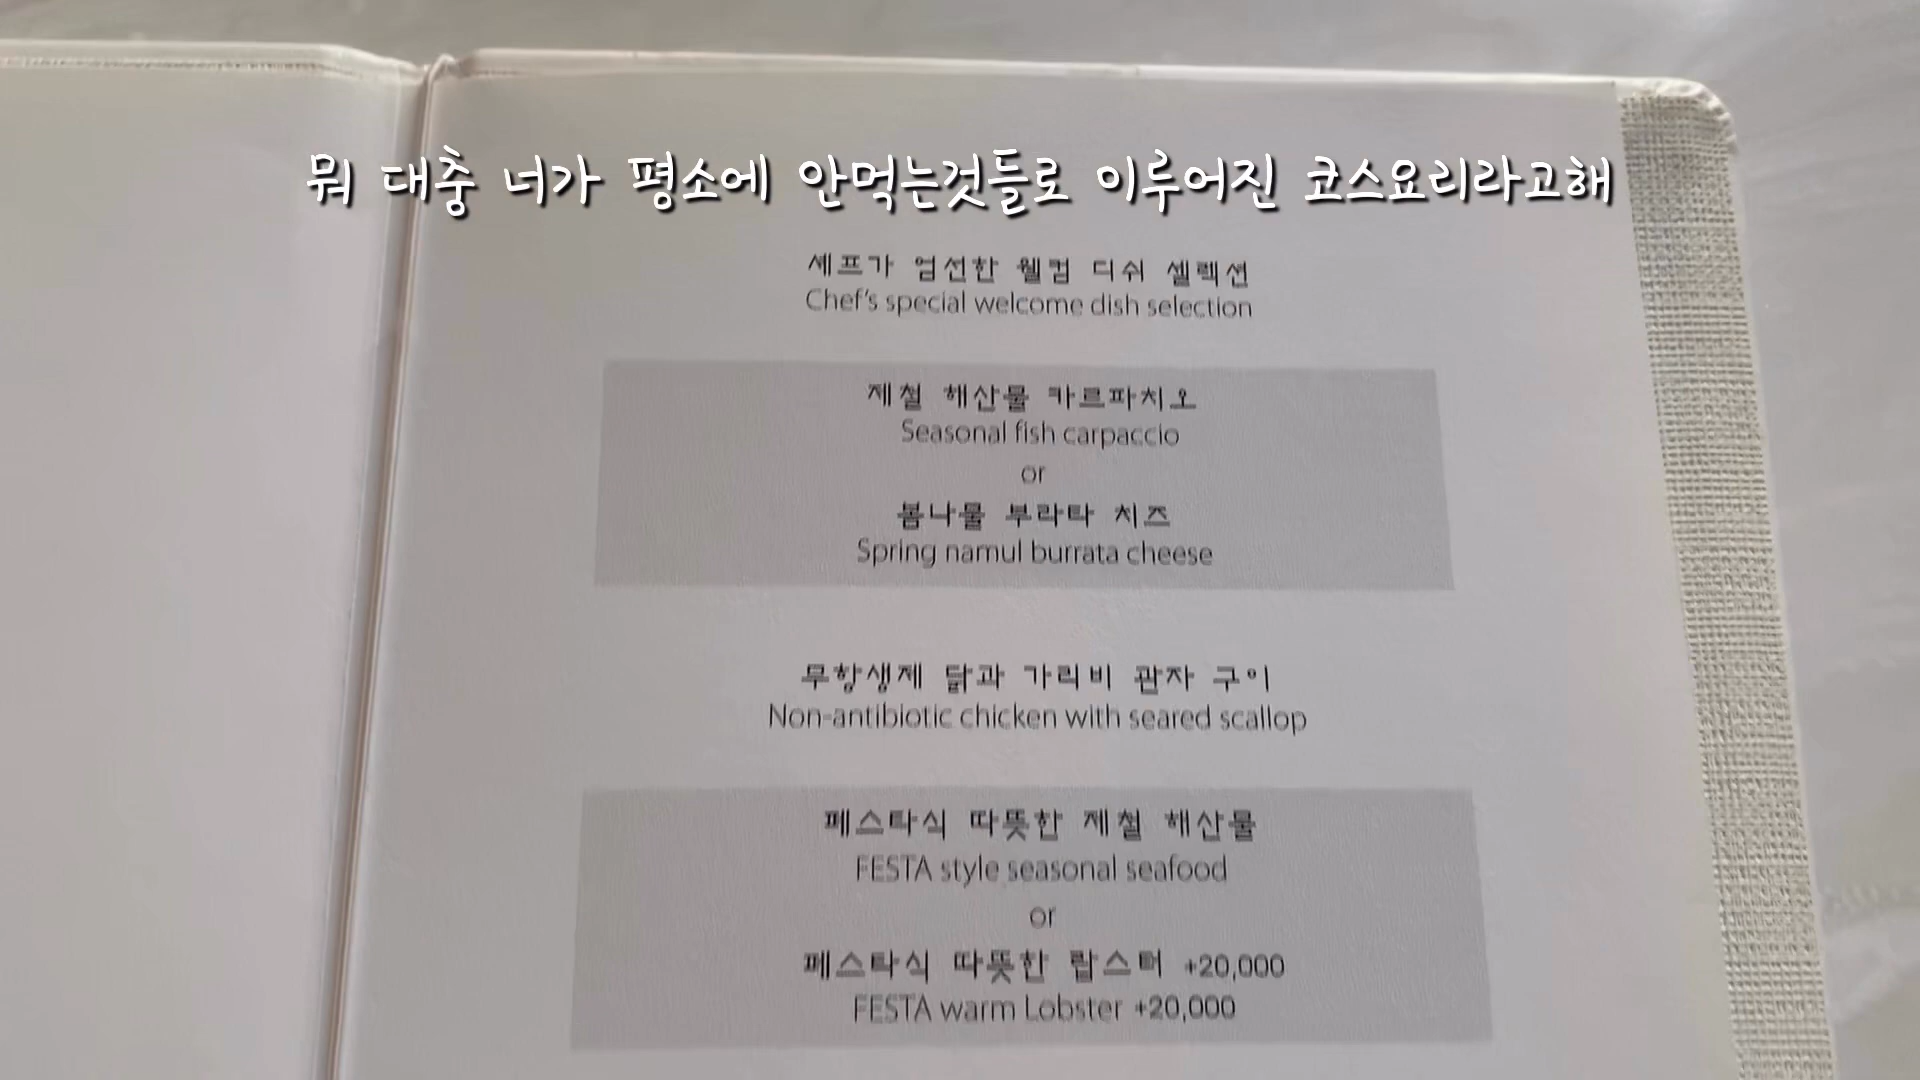 뭐 대충 너가 평소에 안먹는것들로 이루어진 코스요리라고해
셰프가 엄선한 웰컴 디쉬 셀렉션
Chef's special welcome dish selection
제철 해산물 카르파치오
Seasonal fish carpaccio
or
봄나물 부라타 치즈
Spring namul burrata cheese
무항생제 닭과 가리비 관자 구이
Non-antibiotic chicken with seared scallop
페스타식 따뜻한 제철 해산물
FESTA style seasonal seafood
or
페스타식 따뜻한 랍스터 +20,000
FESTA warm Lobster +20,000